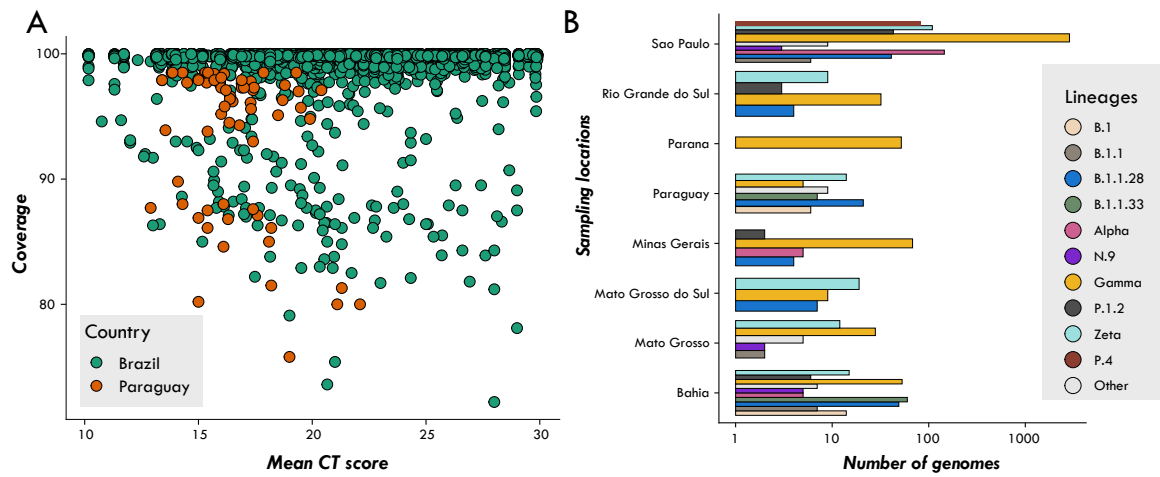 A
100
90
80
Coverage
10
15
20
25
30
Mean CT score
Country
Brazil
Paraguay
B
Sao Paulo
Rio Grande do Sul
Parana
Paraguay
Minas Gerais
Mato Grosso do Sul
Mato Grosso
Bahia
Sampling locations
1
10
100
1000
Number of genomes
Lineages
B.1
B.1.1
B.1.1.28
B.1.1.33
Alpha
N.9
Gamma
P.1.2
Zeta
P.4
Other